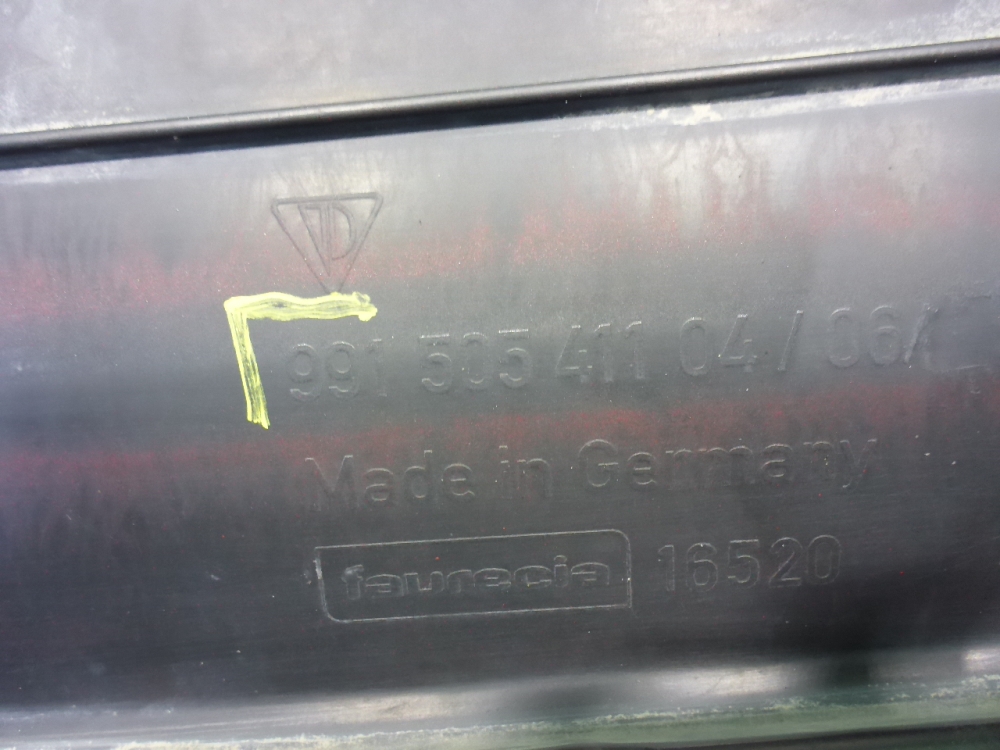 991 505 411 04 / 06
Made in Germany
faurecia 16520